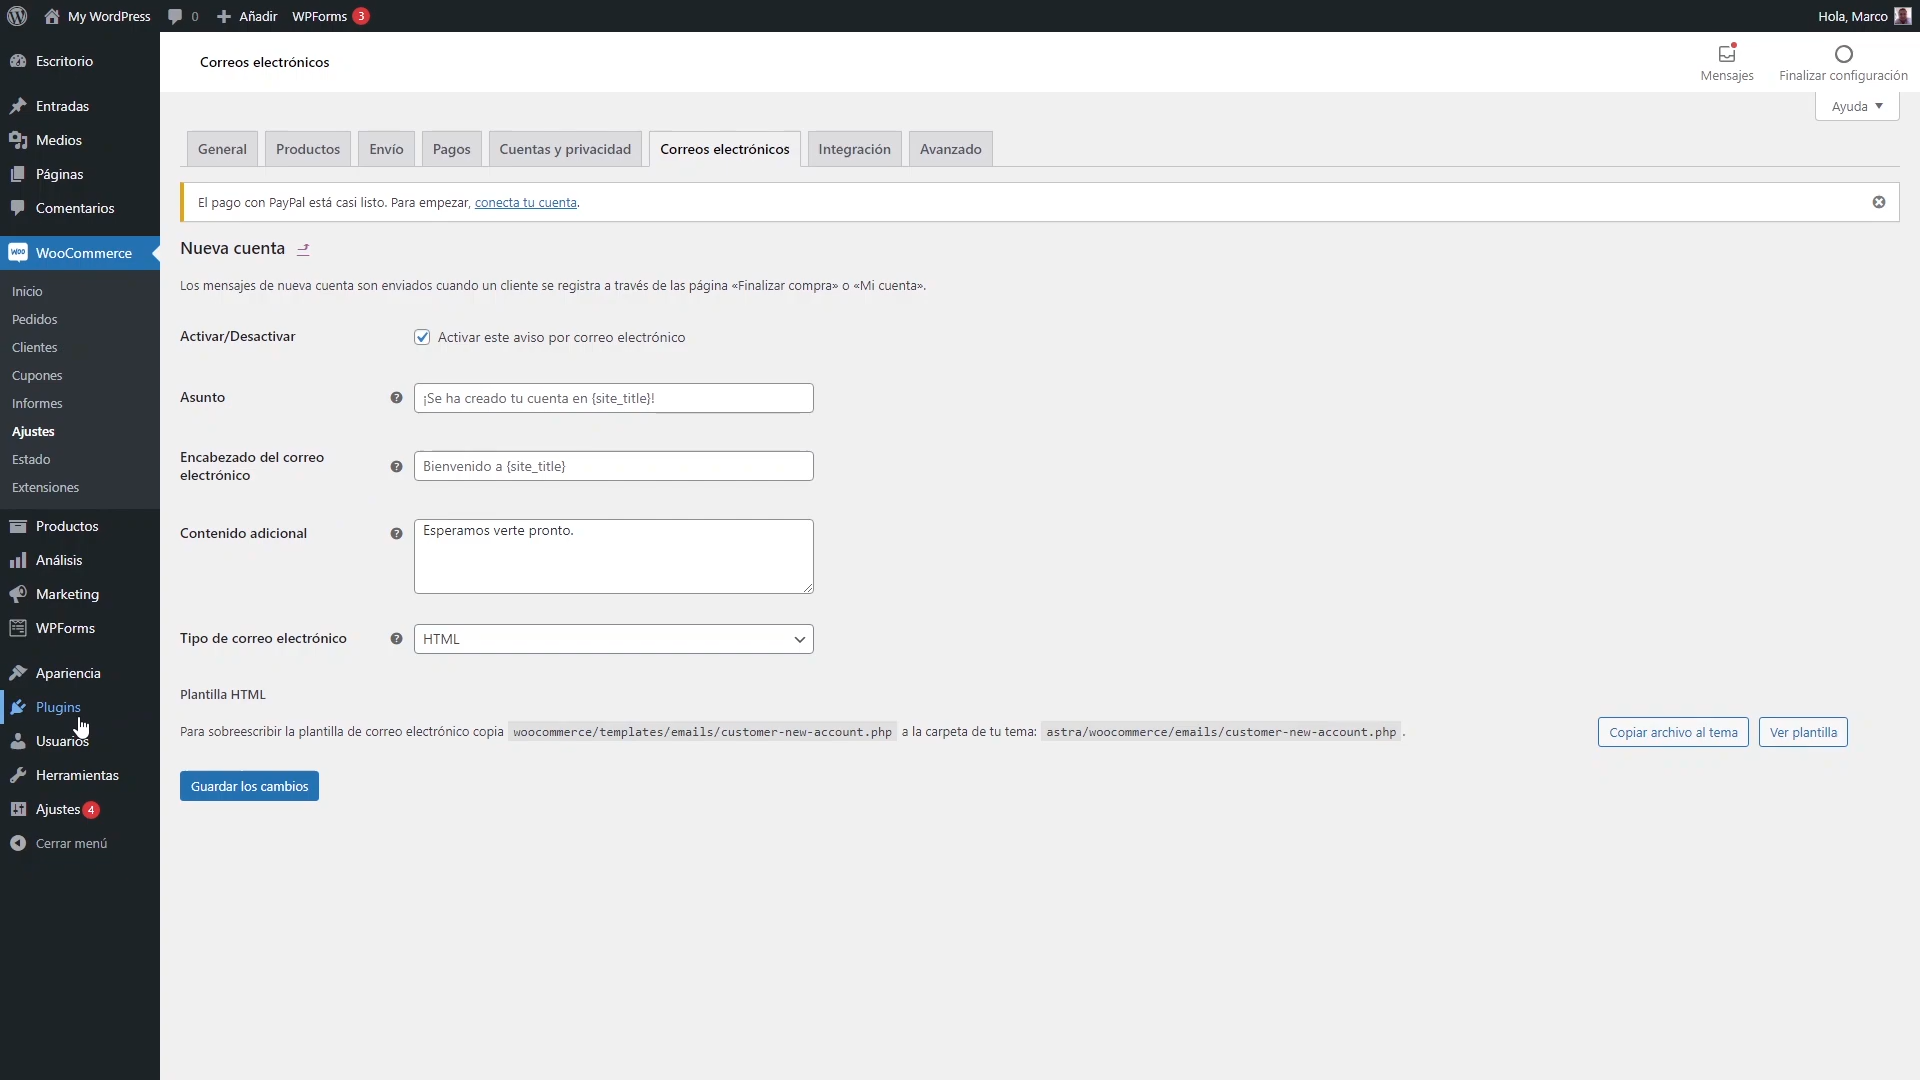 My WordPress 0 Añadir WPForms 3 Hola, Marco
Escritorio
Entradas
Medios
Páginas
Comentarios
WooCommerce
Inicio
Pedidos
Clientes
Cupones
Informes
Ajustes
Estado
Extensiones
Productos
Análisis
Marketing
WPForms
Apariencia
Plugins
Usuarios
Herramientas
Ajustes 4
Cerrar menú
Correos electrónicos
Mensajes
Finalizar configuración
Ayuda
General Productos Envío Pagos Cuentas y privacidad Correos electrónicos Integración Avanzado
El pago con PayPal está casi listo. Para empezar, conecta tu cuenta.
Nueva cuenta
Los mensajes de nueva cuenta son enviados cuando un cliente se registra a través de las página «Finalizar compra» o «Mi cuenta».
Activar/Desactivar
Activar este aviso por correo electrónico
Asunto
¡Se ha creado tu cuenta en {site_title}!
Encabezado del correo
electrónico
Bienvenido a {site_title}
Contenido adicional
Esperamos verte pronto.
Tipo de correo electrónico
HTML
Plantilla HTML
Para sobreescribir la plantilla de correo electrónico copia woocommerce/templates/emails/customer-new-account.php a la carpeta de tu tema: astra/woocommerce/emails/customer-new-account.php .
Copiar archivo al tema
Ver plantilla
Guardar los cambios